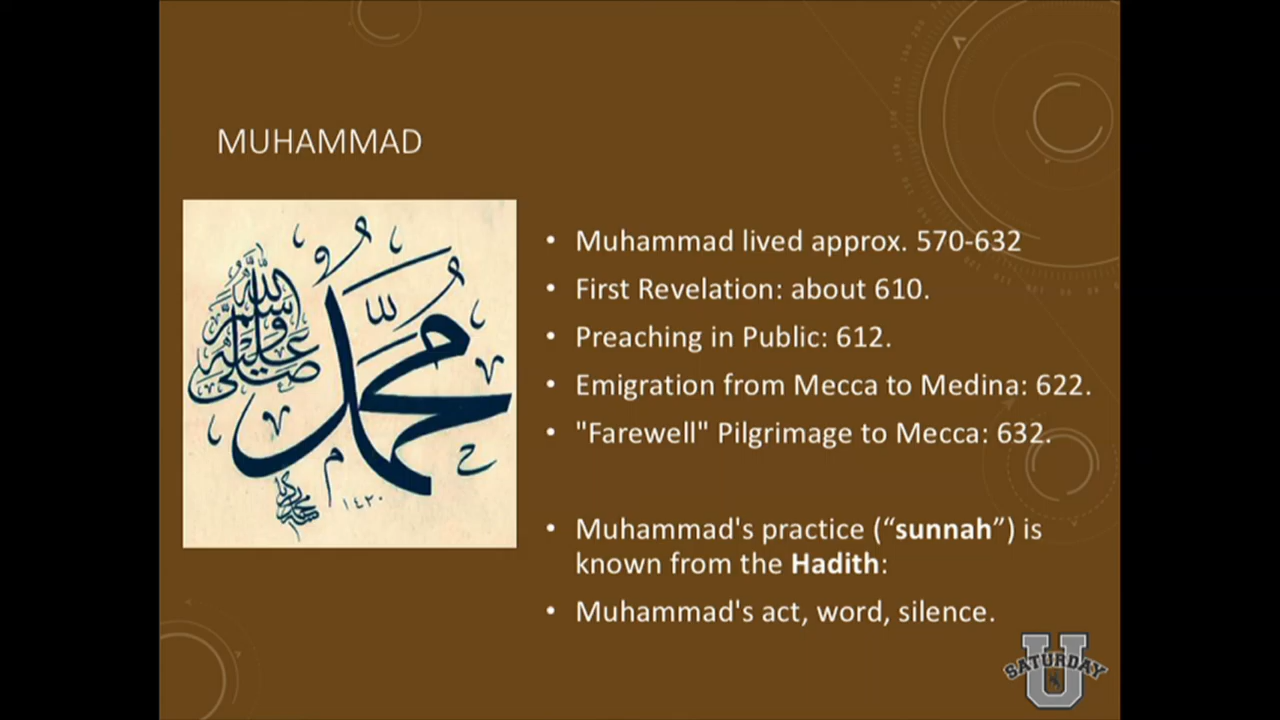 MUHAMMAD
محمد
صلى الله عليه وسلم
١٤٢٠
• Muhammad lived approx. 570-632
• First Revelation: about 610.
• Preaching in Public: 612.
• Emigration from Mecca to Medina: 622.
• "Farewell" Pilgrimage to Mecca: 632.
• Muhammad's practice (“sunnah”) is
known from the Hadith:
• Muhammad's act, word, silence.
SATURDAY
U